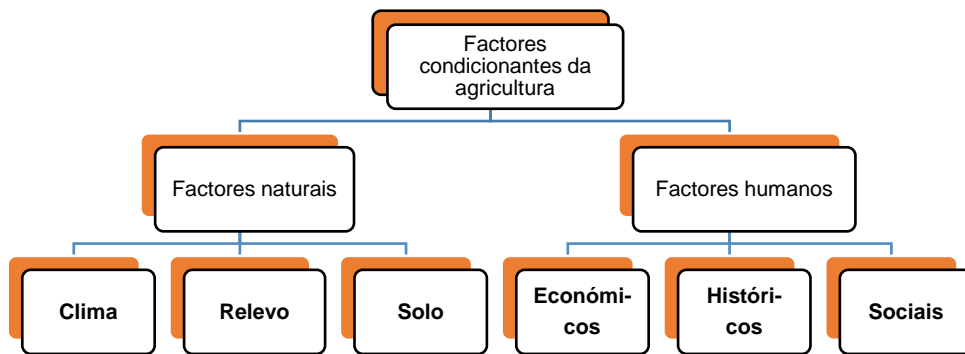 Factores
condicionantes da
agricultura
Factores naturais
Factores humanos
Clima
Relevo
Solo
Económi-
cos
Históri-
cos
Sociais